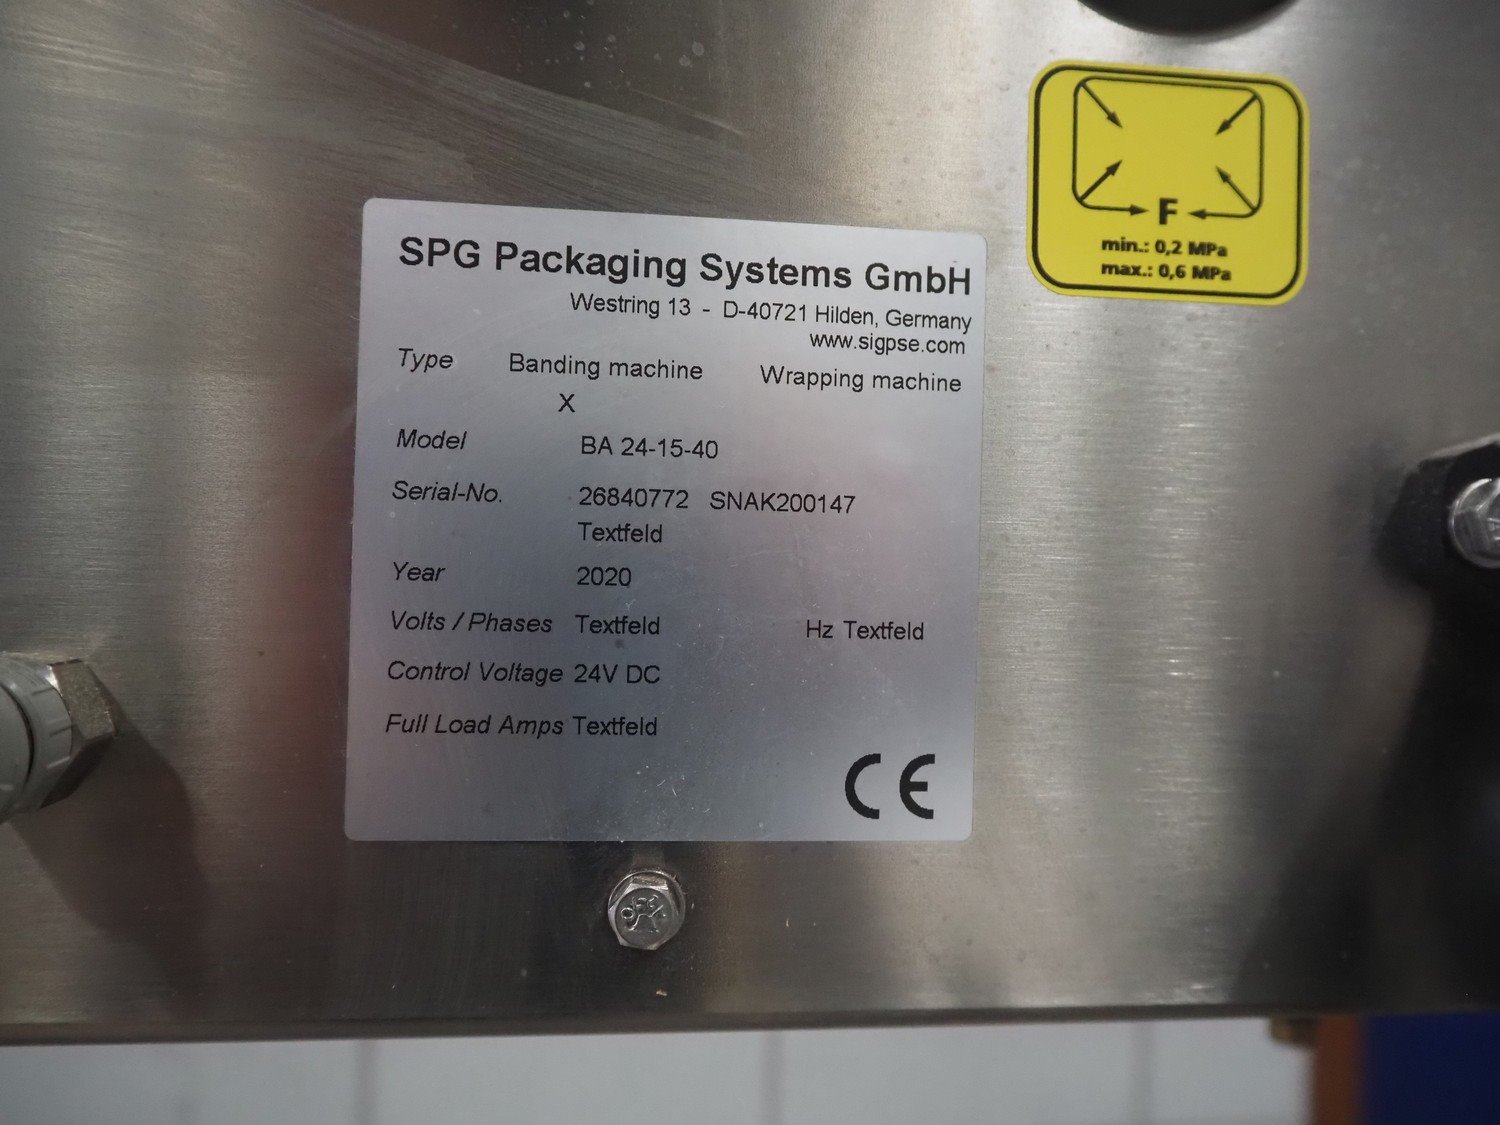 SPG Packaging Systems GmbH
Westring 13 - D-40721 Hilden, Germany
www.sigpse.com
Type Banding machine Wrapping machine
X
Model BA 24-15-40
Serial-No. 26840772 SNAK200147
Textfeld
Year 2020
Volts / Phases Textfeld Hz Textfeld
Control Voltage 24V DC
Full Load Amps Textfeld
CE
F
min.: 0,2 MPa
max.: 0,6 MPa